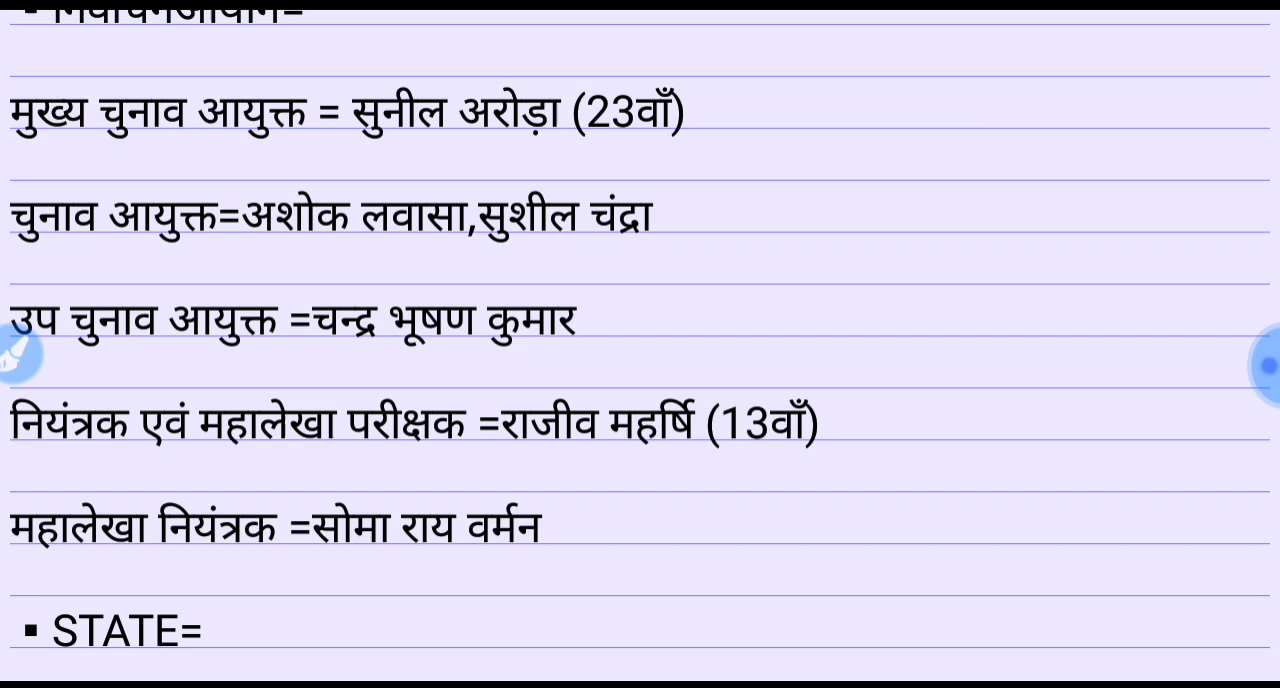 ▪ निर्वाचनआयोग=
मुख्य चुनाव आयुक्त = सुनील अरोड़ा (23वाँ)
चुनाव आयुक्त=अशोक लवासा,सुशील चंद्रा
उप चुनाव आयुक्त =चन्द्र भूषण कुमार
नियंत्रक एवं महालेखा परीक्षक =राजीव महर्षि (13वाँ)
महालेखा नियंत्रक =सोमा राय वर्मन
▪ STATE=